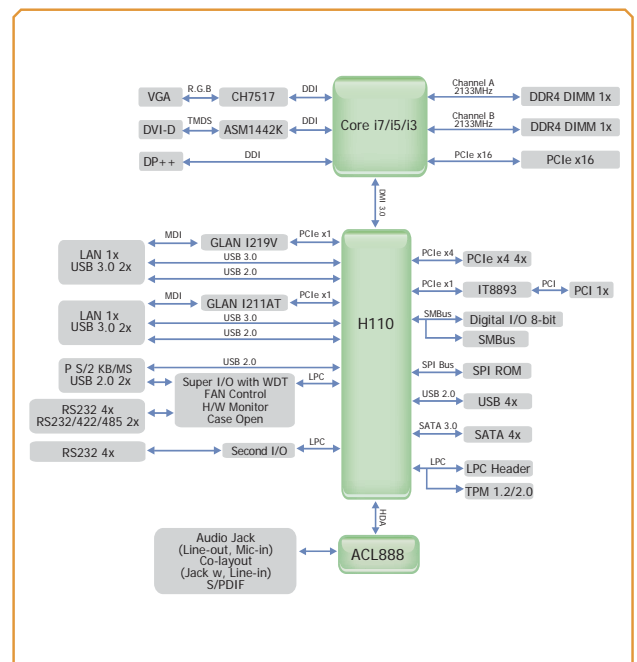 VGA
R.G.B
CH7517
DDI
Core i7/i5/i3
Channel A
2133MHz
DDR4 DIMM 1x
DVI-D
TMDS
ASM1442K
DDI
Channel B
2133MHz
DDR4 DIMM 1x
DP++
DDI
PCIe x16
PCIe x16
DMI 3.0
LAN 1x
USB 3.0 2x
MDI
GLAN I219V
PCIe x1
USB 3.0
USB 2.0
H110
PCIe x4
PCIe x4 4x
PCIe x1
IT8893
PCI
PCI 1x
LAN 1x
USB 3.0 2x
MDI
GLAN I211AT
PCIe x1
USB 3.0
USB 2.0
SMBus
Digital I/O 8-bit
SMBus
P S/2 KB/MS
USB 2.0 2x
USB 2.0
Super I/O with WDT
FAN Control
H/W Monitor
Case Open
LPC
SPI Bus
SPI ROM
RS232 4x
RS232/422/485 2x
USB 2.0
USB 4x
RS232 4x
Second I/O
LPC
SATA 3.0
SATA 4x
LPC
LPC Header
TPM 1.2/2.0
HDA
Audio Jack
(Line-out, Mic-in)
Co-layout
(Jack w, Line-in)
S/PDIF
ACL888